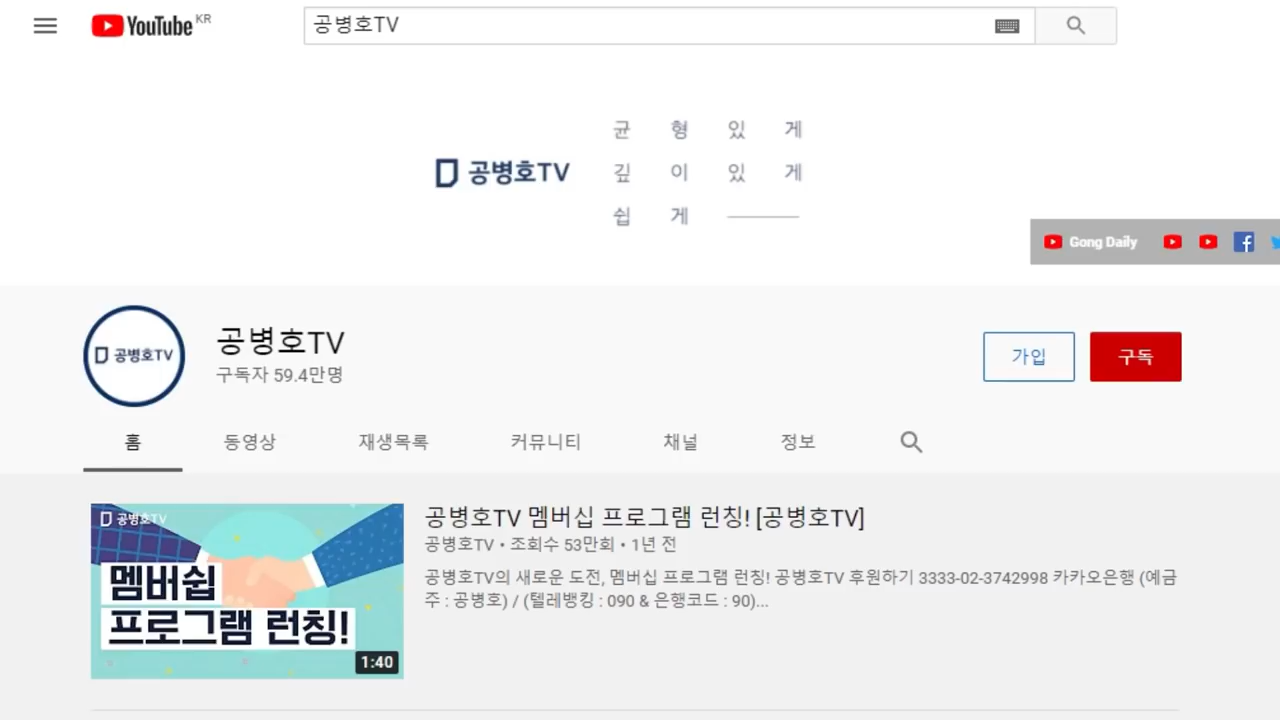 YouTube KR
공병호TV
균 형 있 게
공병호TV
깊 이 있 게
쉽 게
Gong Daily
공병호TV
공병호TV
구독자 59.4만명
가입
구독
홈 동영상 재생목록 커뮤니티 채널 정보
공병호TV
멤버쉽
프로그램 런칭!
1:40
공병호TV 멤버십 프로그램 런칭! [공병호TV]
공병호TV • 조회수 53만회 • 1년 전
공병호TV의 새로운 도전, 멤버십 프로그램 런칭! 공병호TV 후원하기 3333-02-3742998 카카오은행 (예금
주 : 공병호) / (텔레뱅킹 : 090 & 은행코드 : 90)...